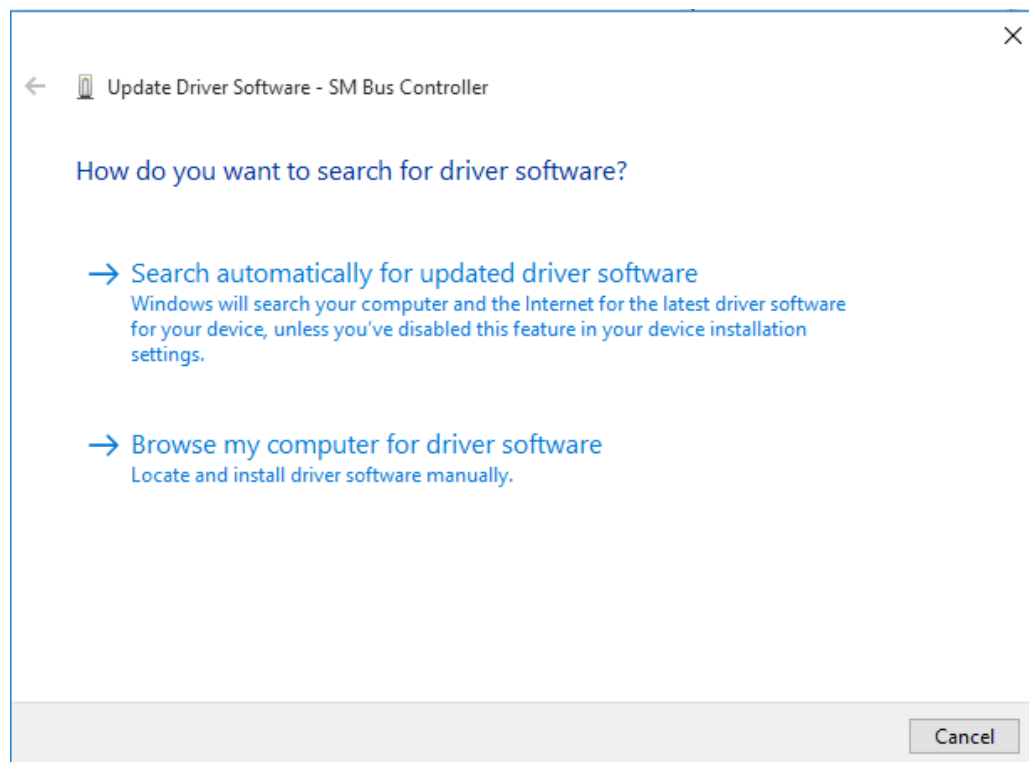 Update Driver Software - SM Bus Controller
How do you want to search for driver software?
Search automatically for updated driver software
Windows will search your computer and the Internet for the latest driver software
for your device, unless you've disabled this feature in your device installation
settings.
Browse my computer for driver software
Locate and install driver software manually.
Cancel